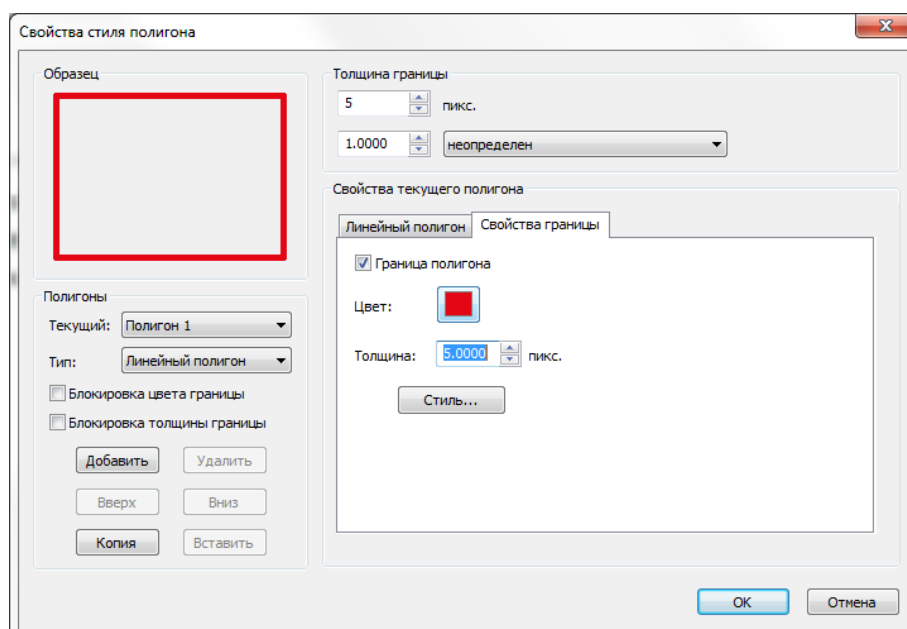 Свойства стиля полигона
Образец
Толщина границы
5 пикс.
1.0000 неопределен
Свойства текущего полигона
Линейный полигон Свойства границы
Граница полигона
Цвет:
Толщина: 5.0000 пикс.
Стиль...
Полигоны
Текущий: Полигон 1
Тип: Линейный полигон
Блокировка цвета границы
Блокировка толщины границы
Добавить Удалить
Вверх Вниз
Копия Вставить
OK Отмена